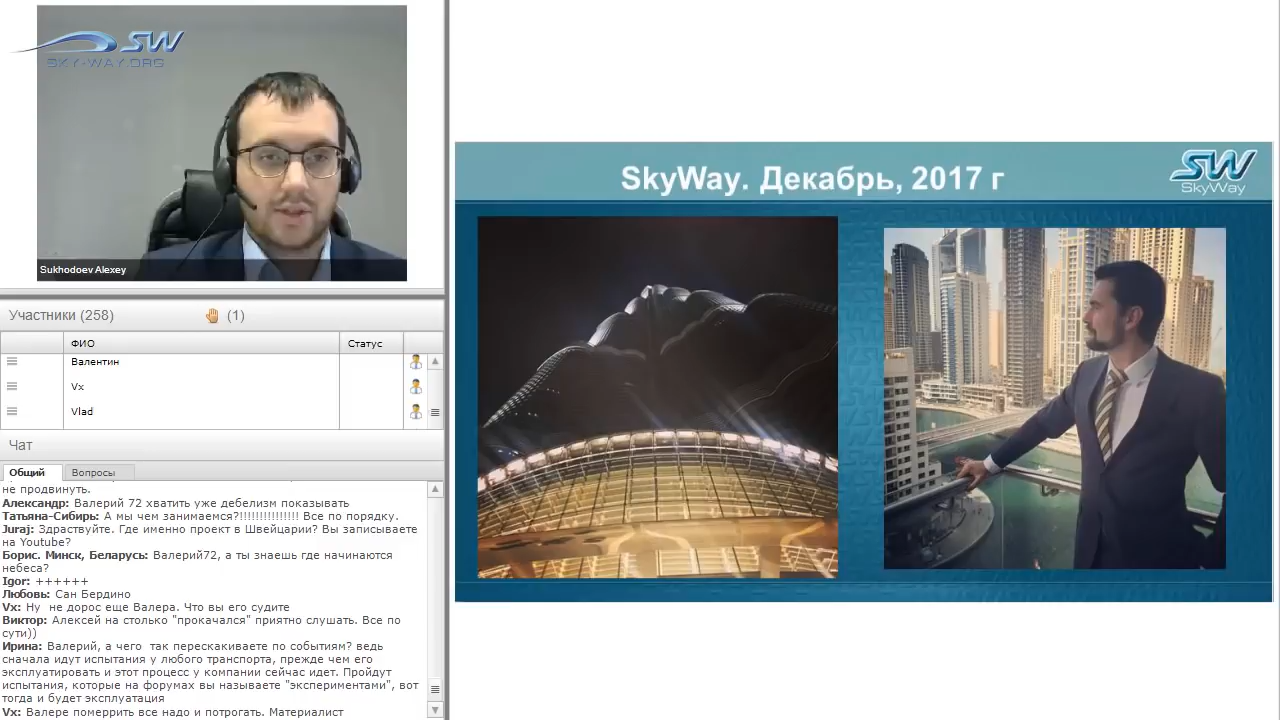 SW
SKY-WAY.ORG
Sukhodoev Alexey
Участники (258)
(1)
ФИО
Статус
Валентин
Vx
Vlad
Чат
Общий
Вопросы
не продвинуть.
Александр: Валерий 72 хватить уже дебелизм показывать
Татьяна-Сибирь: А мы чем занимаемся?!!!!!!!!!!!!!!! Все по порядку.
Juraj: Здраствуйте. Где именно проект в Швейцарии? Вы записываете
на Youtube?
Борис. Минск, Беларусь: Валерий72, а ты знаешь где начинаются
небеса?
Igor: ++++++
Любовь: Сан Бердино
Vx: Ну не дорос еще Валера. Что вы его судите
Виктор: Алексей на столько "прокачался" приятно слушать. Все по
сути))
Ирина: Валерий, а чего так перескакиваете по событиям? ведь
сначала идут испытания у любого транспорта, прежде чем его
эксплуатировать и этот процесс у компании сейчас идет. Пройдут
испытания, которые на форумах вы называете "экспериментами", вот
тогда и будет эксплуатация
Vx: Валере померрить все надо и потрогать. Материалист
SkyWay. Декабрь, 2017 г
SW
SkyWay